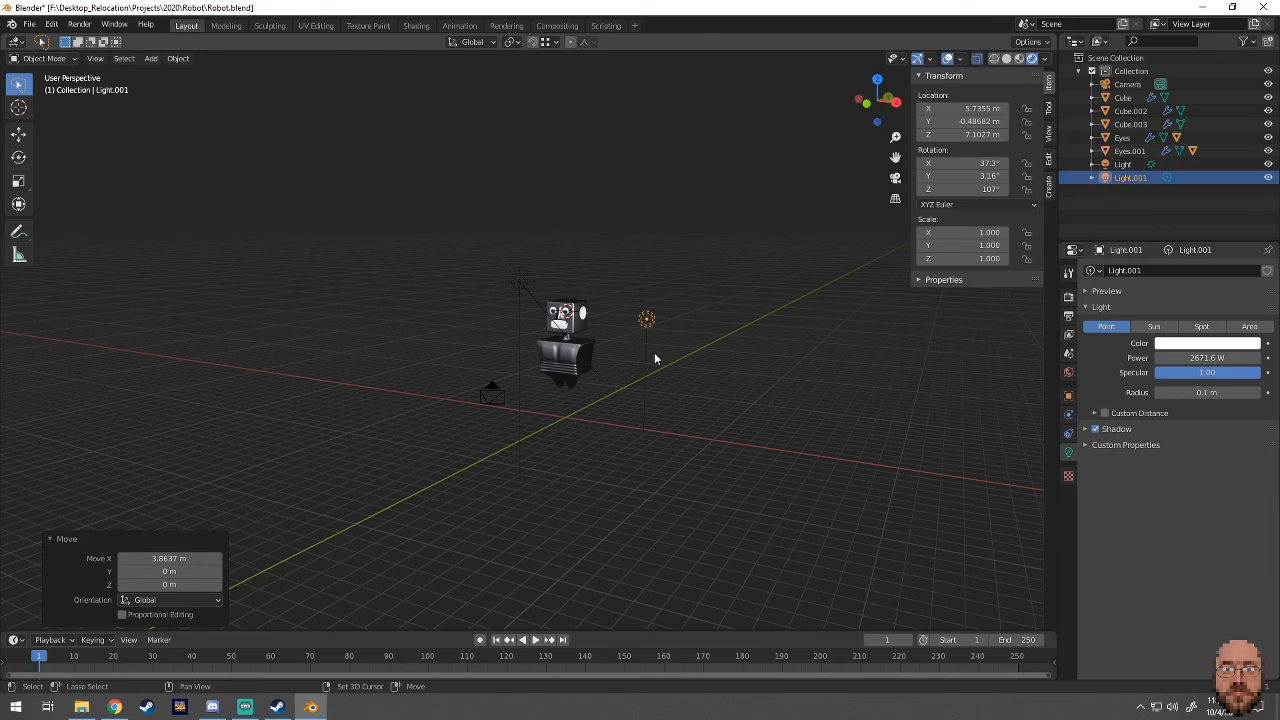 Blender* [F:\Desktop_Relocation\Projects\2020\Robot\Robot.blend]
File Edit Render Window Help Layout Modeling Sculpting UV Editing Texture Paint Shading Animation Rendering Compositing Scripting Scene View Layer
Global Options
Object Mode View Select Add Object
User Perspective
(1) Collection | Light.001
Transform
Location:
X 5.7355 m
Y -0.48682 m
Z 7.1027 m
Rotation:
X 37.3°
Y 3.16°
Z 107°
XYZ Euler
Scale:
X 1.000
Y 1.000
Z 1.000
Properties
Item
Tool
View
Edit
Create
Scene Collection
Collection
Camera
Cube
Cube.002
Cube.003
Eyes
Eyes.001
Light
Light.001
Light.001 Light.001
Light.001
Preview
Light
Point Sun Spot Area
Color
Power 2671.6 W
Specular 1.00
Radius 0.1 m
Custom Distance
Shadow
Custom Properties
Move
Move X 3.8637 m
Y 0 m
Z 0 m
Orientation Global
Proportional Editing
Playback Keying View Marker 1 Start 1 End 250
1 10 20 30 40 50 60 70 80 90 100 110 120 130 140 150 160 170 180 190 200 210 220 230 240 250
Select Lasso Select Pan View Set 3D Cursor Move